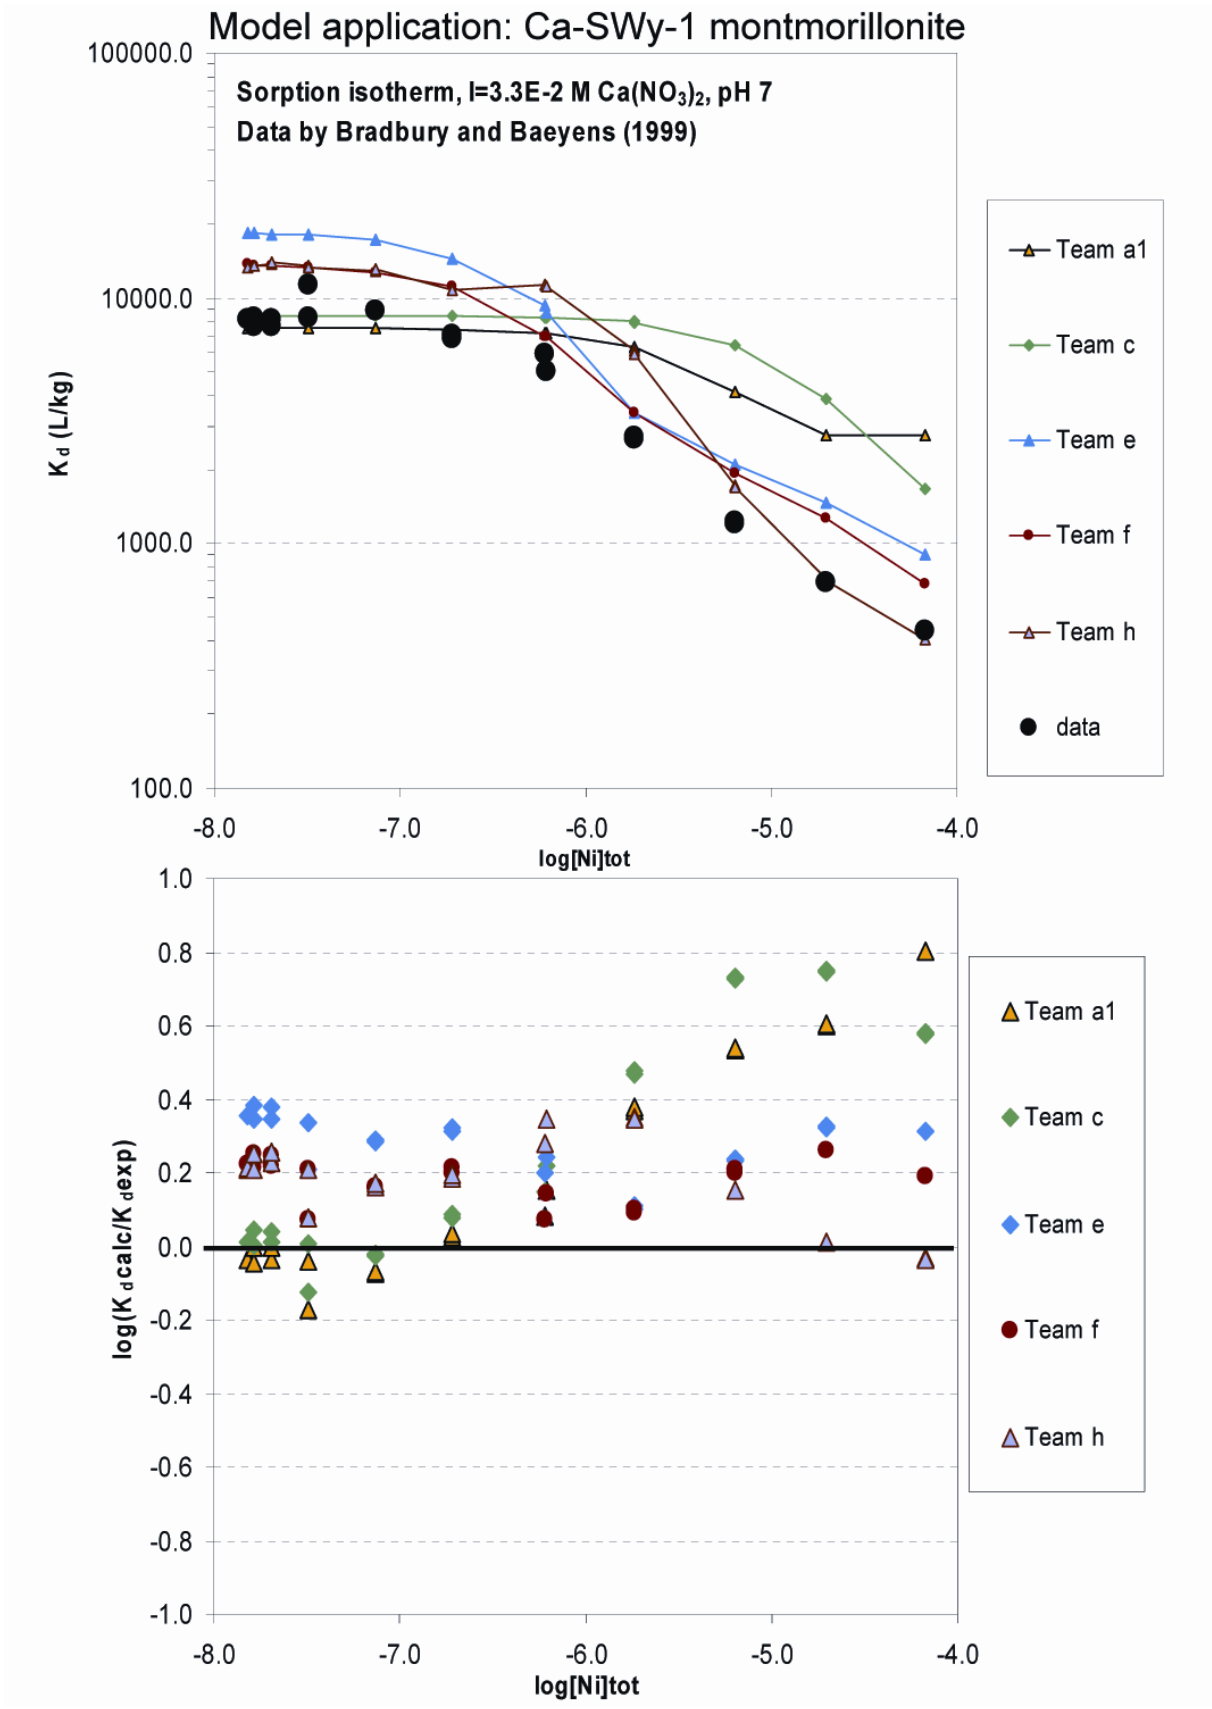 Model application: Ca-SWy-1 montmorillonite
100000.0
Sorption isotherm, I=3.3E-2 M Ca(NO₃)₂, pH 7
Data by Bradbury and Baeyens (1999)
10000.0
1000.0
100.0
K d (L/kg)
-8.0 -7.0 -6.0 -5.0 -4.0
log[Ni]tot
Team a1
Team c
Team e
Team f
Team h
data
1.0
0.8
0.6
0.4
0.2
0.0
-0.2
-0.4
-0.6
-0.8
-1.0
log(K d calc/K d exp)
-8.0 -7.0 -6.0 -5.0 -4.0
log[Ni]tot
Team a1
Team c
Team e
Team f
Team h